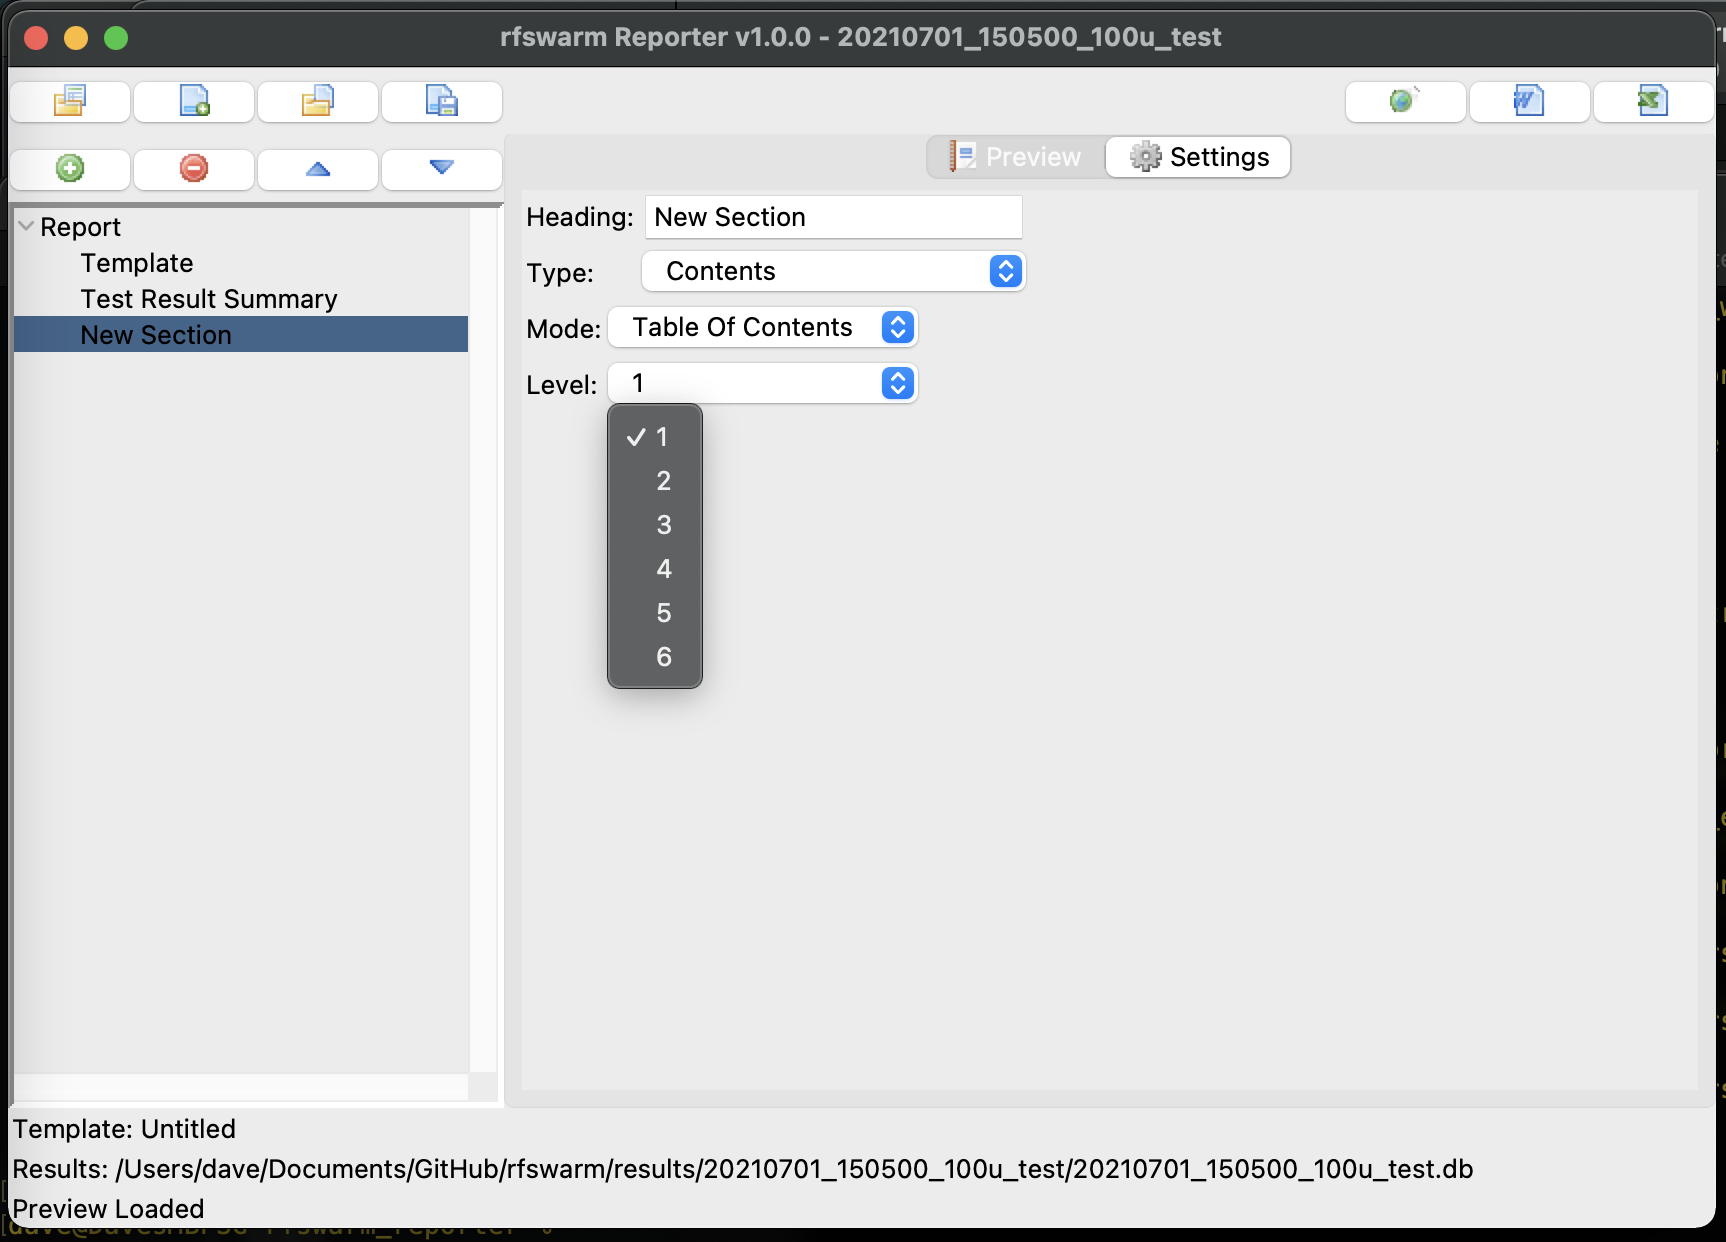 rfswarm Reporter v1.0.0 - 20210701_150500_100u_test
Preview
Settings
Report
Template
Test Result Summary
New Section
Heading: New Section
Type: Contents
Mode: Table Of Contents
Level: 1
✓ 1
2
3
4
5
6
Template: Untitled
Results: /Users/dave/Documents/GitHub/rfswarm/results/20210701_150500_100u_test/20210701_150500_100u_test.db
Preview Loaded